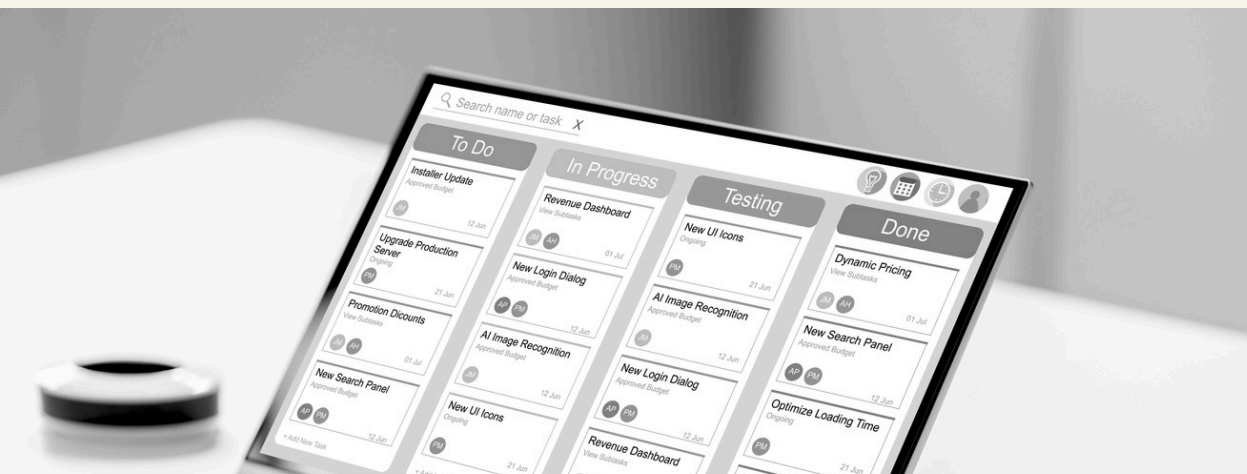 Search name or task X
To Do
Installer Update
Approved Budget
JM
12 Jun
Upgrade Production
Server
Ongoing
PM
21 Jun
Promotion Dicounts
View Subtasks
JM AH
01 Jul
New Search Panel
Approved Budget
AP PM
12 Jun
+ Add New Task
In Progress
Revenue Dashboard
View Subtasks
JM AH
01 Jul
New Login Dialog
Approved Budget
AP PM
12 Jun
AI Image Recognition
Approved Budget
JM
12 Jun
New UI Icons
Ongoing
PM
21 Jun
Testing
New UI Icons
Ongoing
PM
21 Jun
AI Image Recognition
Approved Budget
JM
12 Jun
New Login Dialog
Approved Budget
AP PM
12 Jun
Revenue Dashboard
View Subtasks
Done
Dynamic Pricing
View Subtasks
JM AH
01 Jul
New Search Panel
Approved Budget
AP PM
12 Jun
Optimize Loading Time
Ongoing
PM
21 Jun